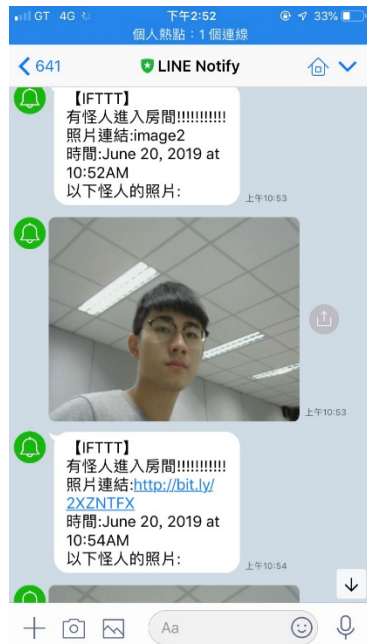 GT 4G 下午2:52 33%
個人熱點：1 個連線
641 LINE Notify
【IFTTT】
有怪人進入房間!!!!!!!!!!!
照片連結:image2
時間:June 20, 2019 at
10:52AM
以下怪人的照片:
上午10:53
上午10:53
【IFTTT】
有怪人進入房間!!!!!!!!!!!
照片連結:http://bit.ly/
2XZNTFX
時間:June 20, 2019 at
10:54AM
以下怪人的照片:
上午10:54
Aa